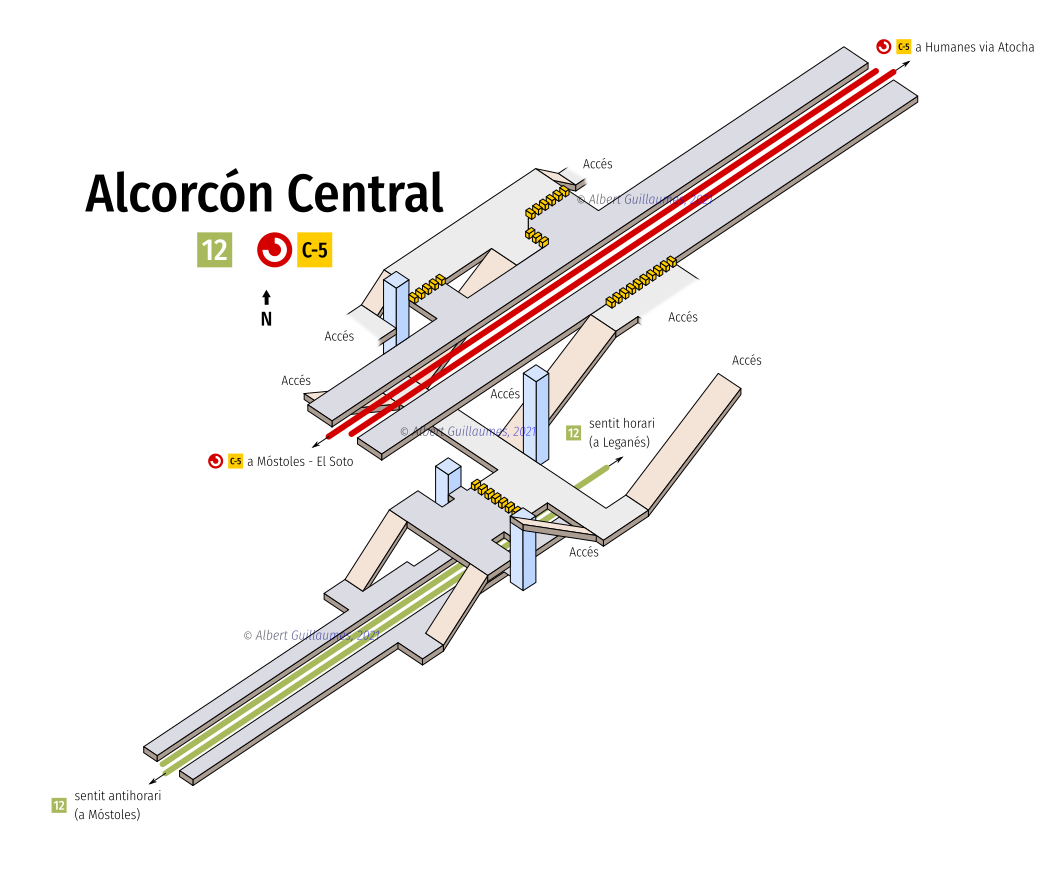 C-5 a Humanes via Atocha
Accés
© Albert Guillaumes, 2021
Alcorcón Central
12 C-5
N
Accés
Accés
Accés
Accés
Accés
© Albert Guillaumes, 2021
12 sentit horari
(a Leganés)
C-5 a Móstoles - El Soto
Accés
© Albert Guillaumes, 2021
12 sentit antihorari
(a Móstoles)